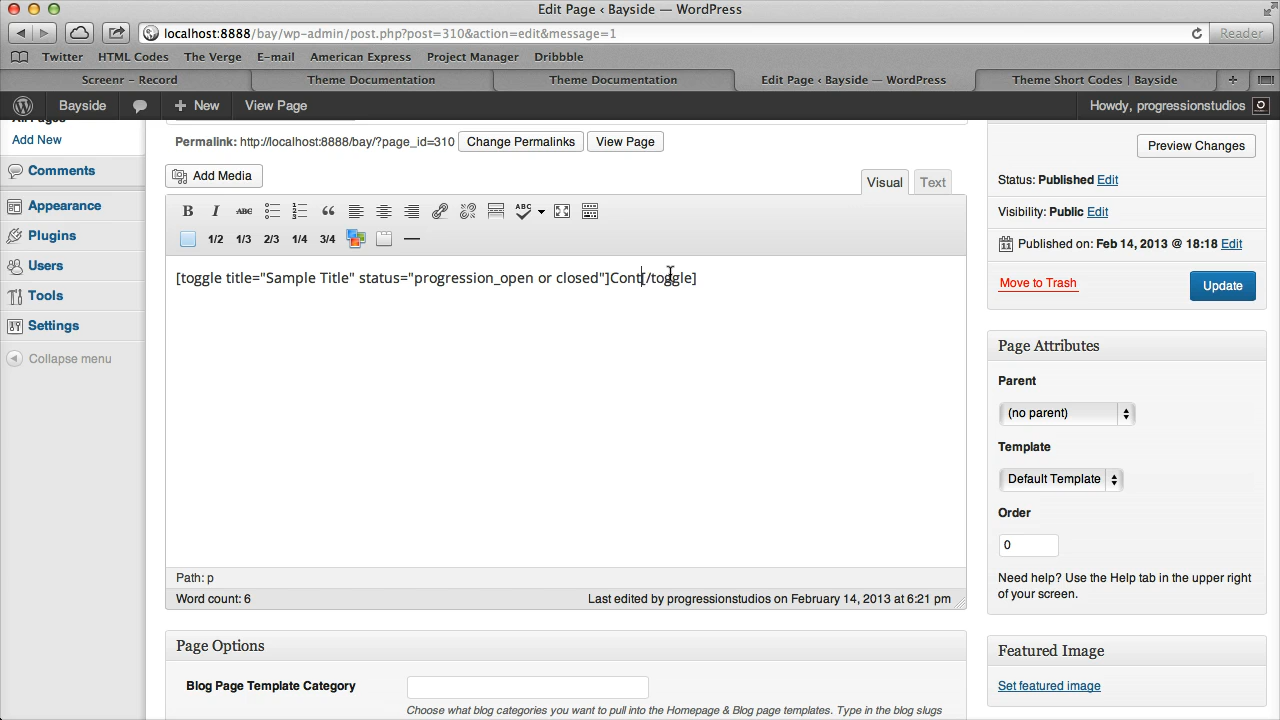 Edit Page ‹ Bayside — WordPress
localhost:8888/bay/wp-admin/post.php?post=310&action=edit&message=1
Reader
Twitter HTML Codes The Verge E-mail American Express Project Manager Dribbble
Screenr – Record Theme Documentation Theme Documentation Edit Page ‹ Bayside — WordPress Theme Short Codes | Bayside
Bayside + New View Page Howdy, progressionstudios
All Pages
Add New
Comments
Appearance
Plugins
Users
Tools
Settings
Collapse menu
Permalink: http://localhost:8888/bay/?page_id=310 Change Permalinks View Page
Add Media
Visual Text
B I ABC ABC
1/2 1/3 2/3 1/4 3/4
[toggle title="Sample Title" status="progression_open or closed"]Cont[/toggle]
Path: p
Word count: 6 Last edited by progressionstudios on February 14, 2013 at 6:21 pm
Page Options
Blog Page Template Category
Choose what blog categories you want to pull into the Homepage & Blog page templates. Type in the blog slugs
Preview Changes
Status: Published Edit
Visibility: Public Edit
Published on: Feb 14, 2013 @ 18:18 Edit
Move to Trash Update
Page Attributes
Parent
(no parent)
Template
Default Template
Order
0
Need help? Use the Help tab in the upper right
of your screen.
Featured Image
Set featured image